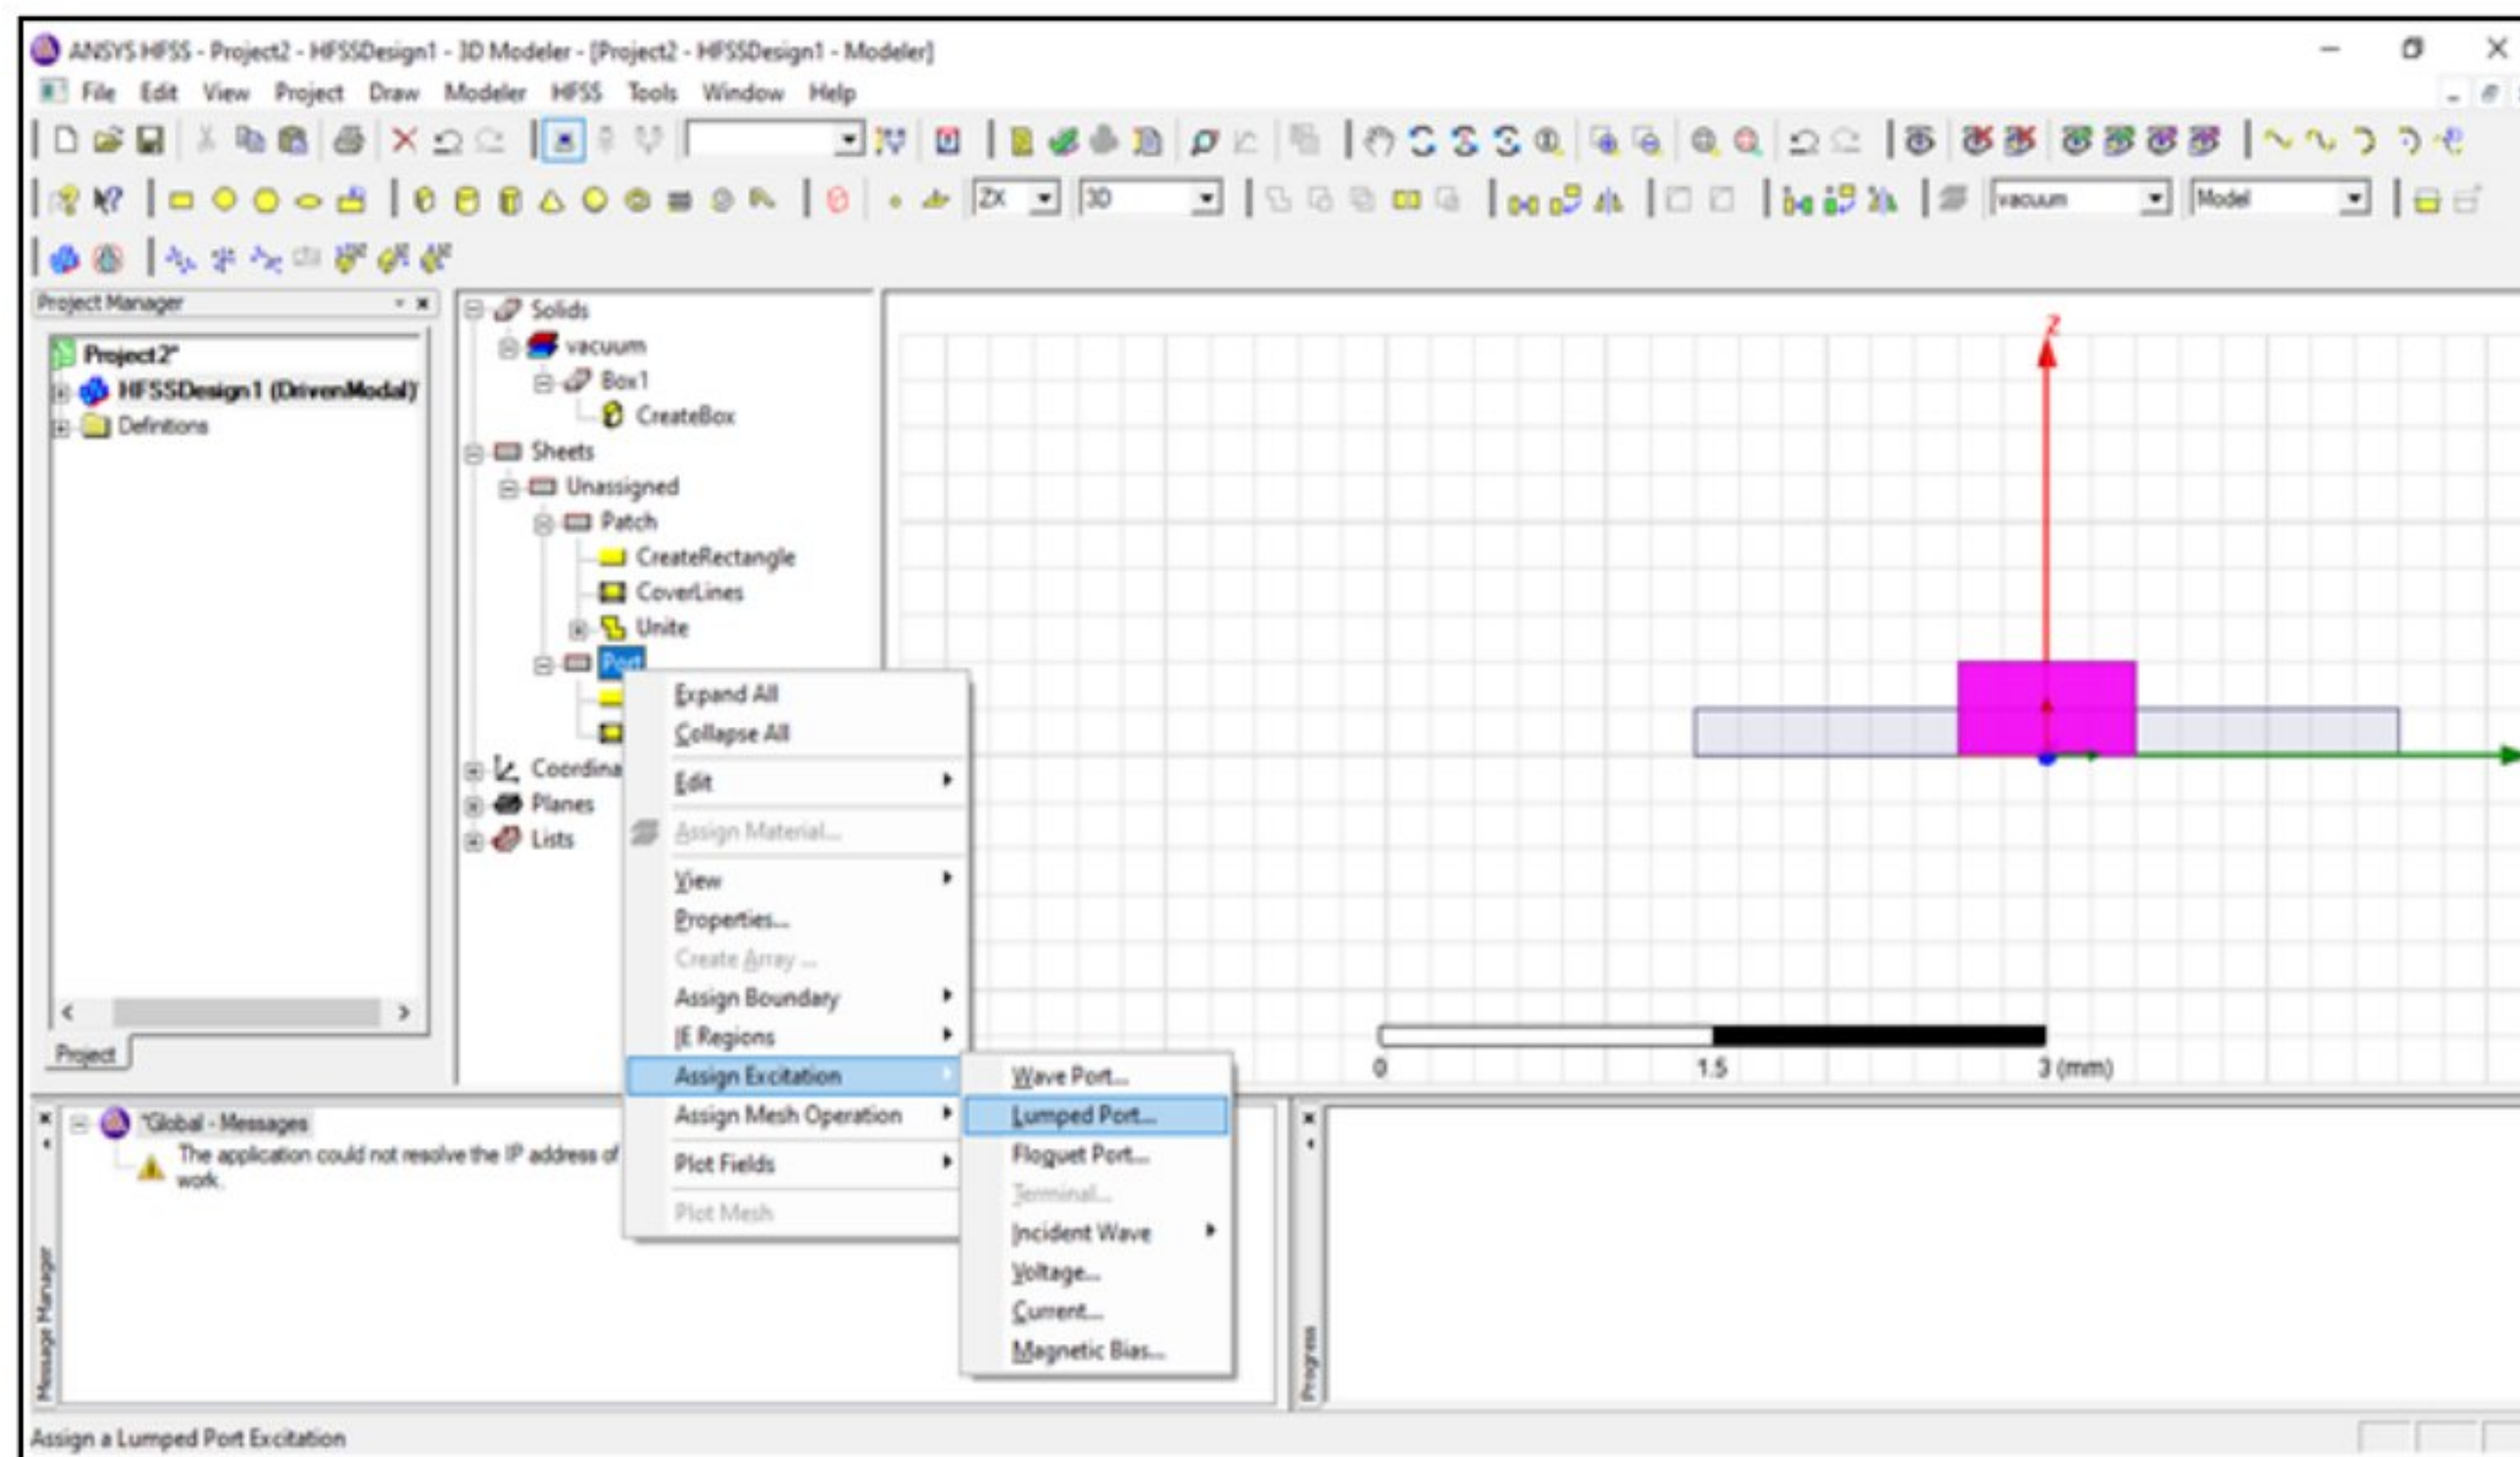 ANSYS HFSS - Project2 - HFSSDesign1 - 3D Modeler - [Project2 - HFSSDesign1 - Modeler]
File Edit View Project Draw Modeler HFSS Tools Window Help
ZX 3D vacuum Model
Project Manager
Project2*
HFSSDesign1 (DrivenModal)*
Definitions
Project
Solids
vacuum
Box1
CreateBox
Sheets
Unassigned
Patch
CreateRectangle
CoverLines
Unite
Port
Coordina
Planes
Lists
Expand All
Collapse All
Edit
Assign Material...
View
Properties...
Create Array ...
Assign Boundary
IE Regions
Assign Excitation
Assign Mesh Operation
Plot Fields
Plot Mesh
Wave Port...
Lumped Port...
Floquet Port...
Terminal...
Incident Wave
Voltage...
Current...
Magnetic Bias...
Z
0 1.5 3 (mm)
Message Manager
*Global - Messages
The application could not resolve the IP address of
work.
Progress
Assign a Lumped Port Excitation